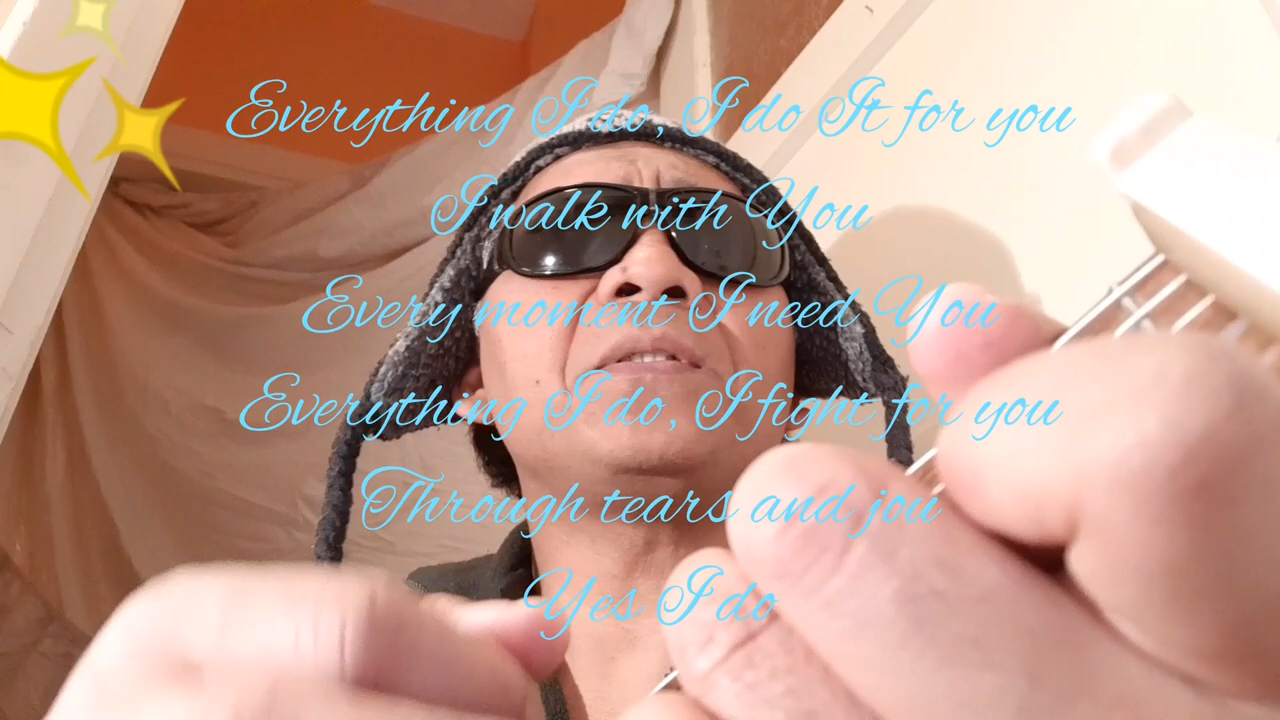 Everything I do, I do It for you
I walk with You
Every moment I need You
Everything I do, I fight for you
Through tears and jou
Yes I do